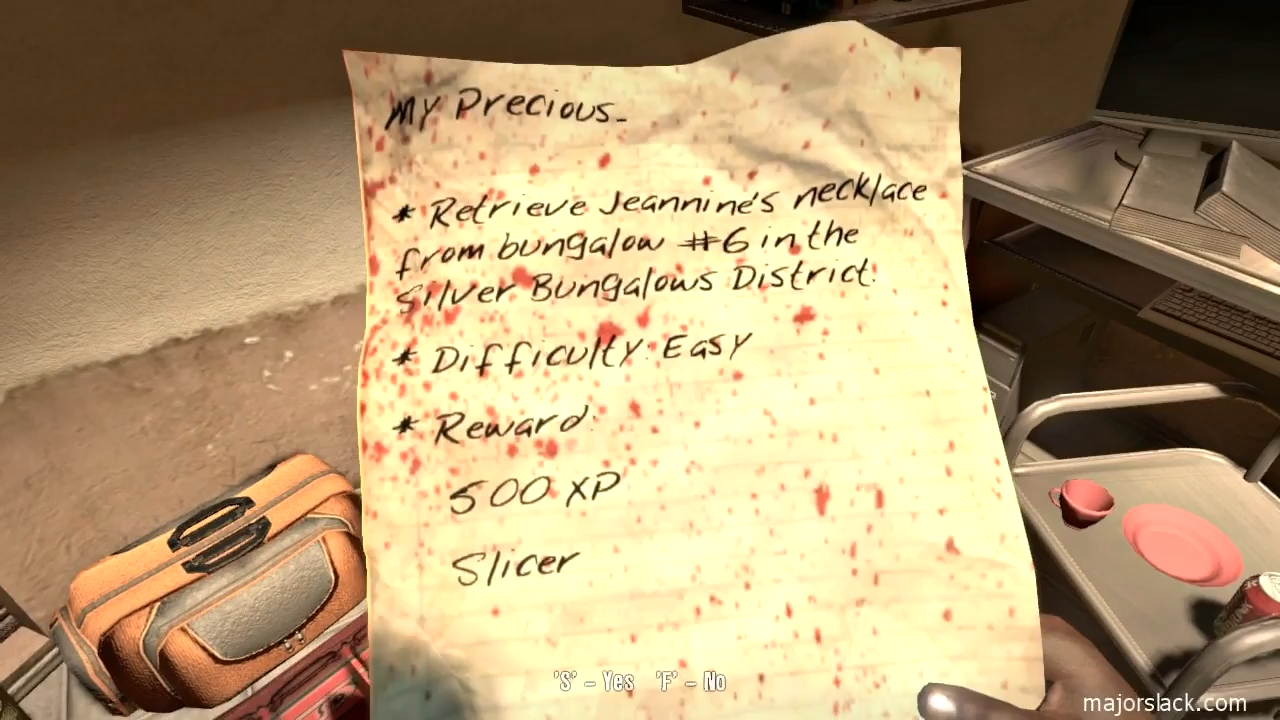 My Precious-
* Retrieve Jeannine's necklace
from bungalow #6 in the
Silver Bungalows District.
* Difficulty: Easy
* Reward:
500 XP
Slicer
'S' - Yes 'F' - No
majorslack.com